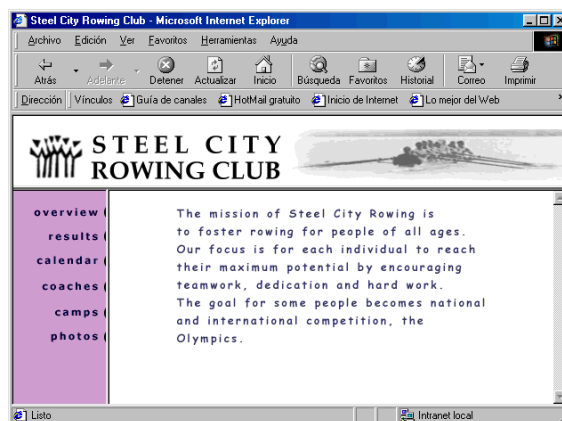 Steel City Rowing Club - Microsoft Internet Explorer
Archivo Edición Ver Favoritos Herramientas Ayuda
Atrás Adelante Detener Actualizar Inicio Búsqueda Favoritos Historial Correo Imprimir
Dirección Vínculos Guía de canales HotMail gratuito Inicio de Internet Lo mejor del Web »
STEEL CITY
ROWING CLUB
overview
results
calendar
coaches
camps
photos
The mission of Steel City Rowing is
to foster rowing for people of all ages.
Our focus is for each individual to reach
their maximum potential by encouraging
teamwork, dedication and hard work.
The goal for some people becomes national
and international competition, the
Olympics.
Listo Intranet local